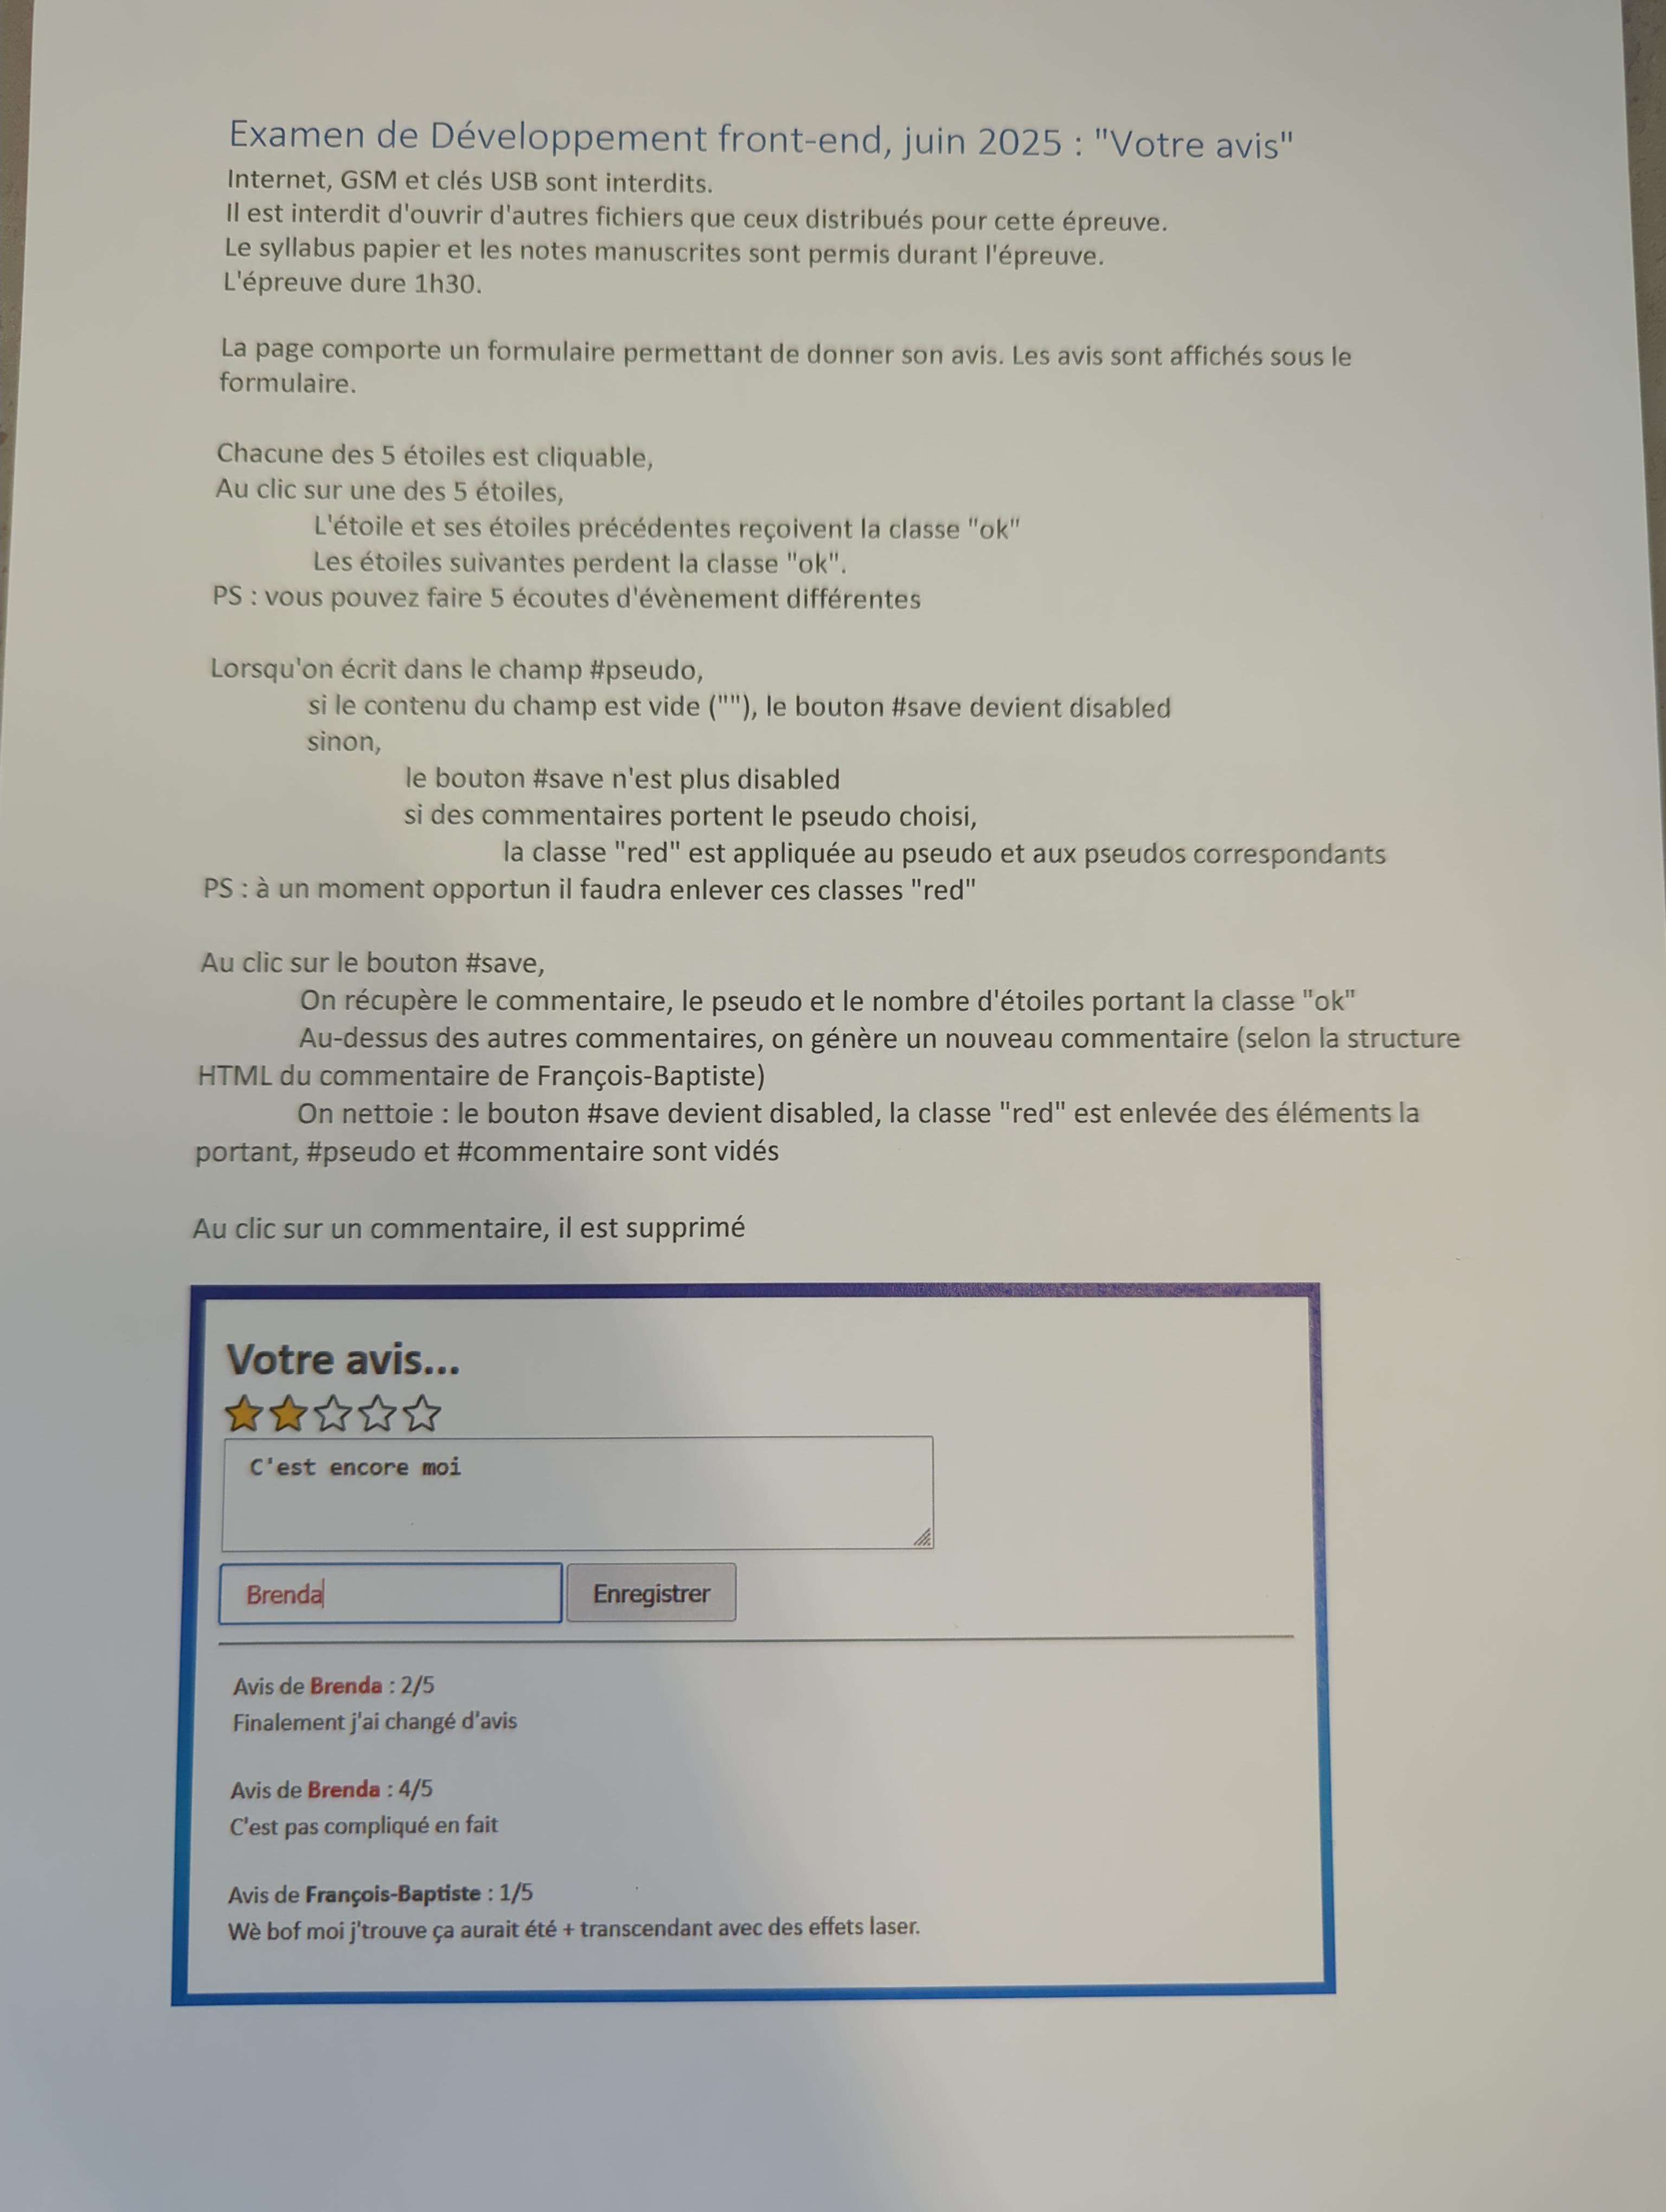 Examen de Développement front-end, juin 2025 : "Votre avis"
Internet, GSM et clés USB sont interdits.
Il est interdit d'ouvrir d'autres fichiers que ceux distribués pour cette épreuve.
Le syllabus papier et les notes manuscrites sont permis durant l'épreuve.
L'épreuve dure 1h30.
La page comporte un formulaire permettant de donner son avis. Les avis sont affichés sous le
formulaire.
Chacune des 5 étoiles est cliquable,
Au clic sur une des 5 étoiles,
L'étoile et ses étoiles précédentes reçoivent la classe "ok"
Les étoiles suivantes perdent la classe "ok".
PS : vous pouvez faire 5 écoutes d'évènement différentes
Lorsqu'on écrit dans le champ #pseudo,
si le contenu du champ est vide (""), le bouton #save devient disabled
sinon,
le bouton #save n'est plus disabled
si des commentaires portent le pseudo choisi,
la classe "red" est appliquée au pseudo et aux pseudos correspondants
PS : à un moment opportun il faudra enlever ces classes "red"
Au clic sur le bouton #save,
On récupère le commentaire, le pseudo et le nombre d'étoiles portant la classe "ok"
Au-dessus des autres commentaires, on génère un nouveau commentaire (selon la structure
HTML du commentaire de François-Baptiste)
On nettoie : le bouton #save devient disabled, la classe "red" est enlevée des éléments la
portant, #pseudo et #commentaire sont vidés
Au clic sur un commentaire, il est supprimé
Votre avis...
C'est encore moi
Brenda
Enregistrer
Avis de Brenda : 2/5
Finalement j'ai changé d'avis
Avis de Brenda : 4/5
C'est pas compliqué en fait
Avis de François-Baptiste : 1/5
Wè bof moi j'trouve ça aurait été + transcendant avec des effets laser.